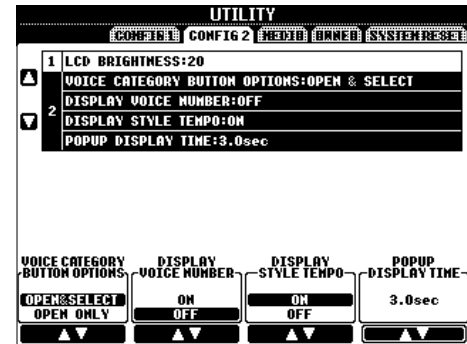 UTILITY
CONFIG 1 CONFIG 2 MEDIA OWNER SYSTEM RESET
1 LCD BRIGHTNESS:20
2
VOICE CATEGORY BUTTON OPTIONS:OPEN & SELECT
DISPLAY VOICE NUMBER:OFF
DISPLAY STYLE TEMPO:ON
POPUP DISPLAY TIME:3.0sec
VOICE CATEGORY BUTTON OPTIONS
OPEN&SELECT
OPEN ONLY
DISPLAY VOICE NUMBER
ON
OFF
DISPLAY STYLE TEMPO
ON
OFF
POPUP DISPLAY TIME
3.0sec